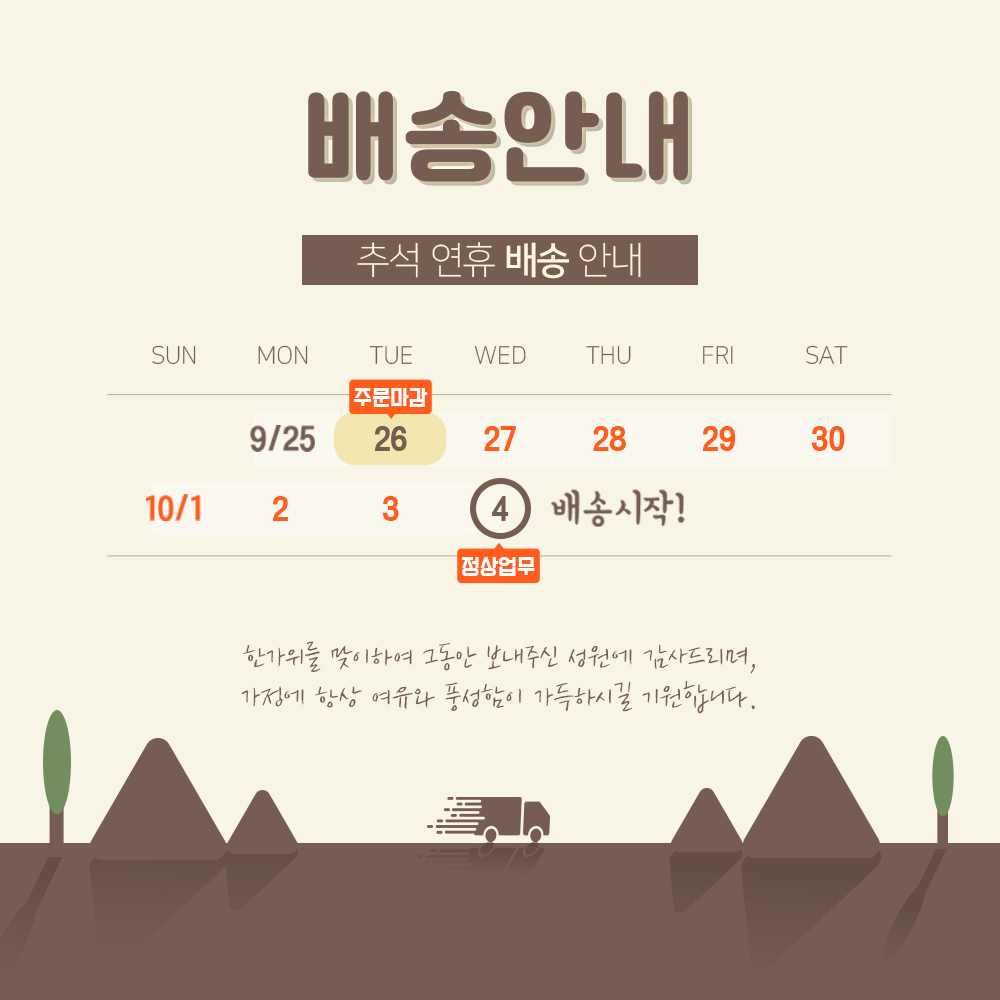 배송안내
추석 연휴 배송 안내
SUN MON TUE WED THU FRI SAT
주문마감
9/25 26 27 28 29 30
10/1 2 3 4 배송시작!
정상업무
한가위를 맞이하여 그동안 보내주신 성원에 감사드리며,
가정에 항상 여유와 풍성함이 가득하시길 기원합니다.